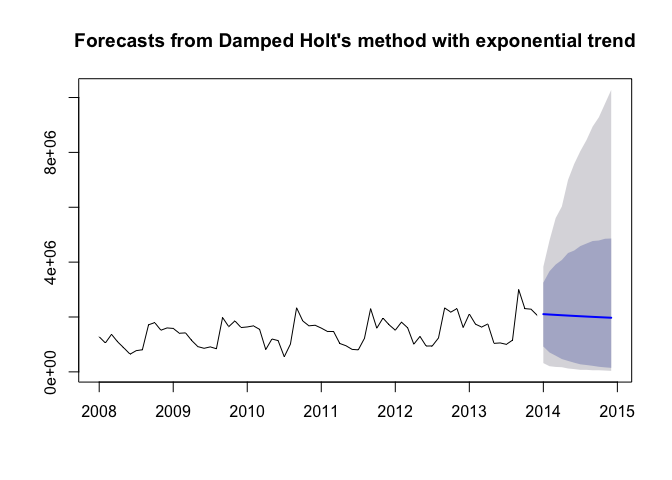 Forecasts from Damped Holt's method with exponential trend
8e+06
4e+06
0e+00
2008 2009 2010 2011 2012 2013 2014 2015